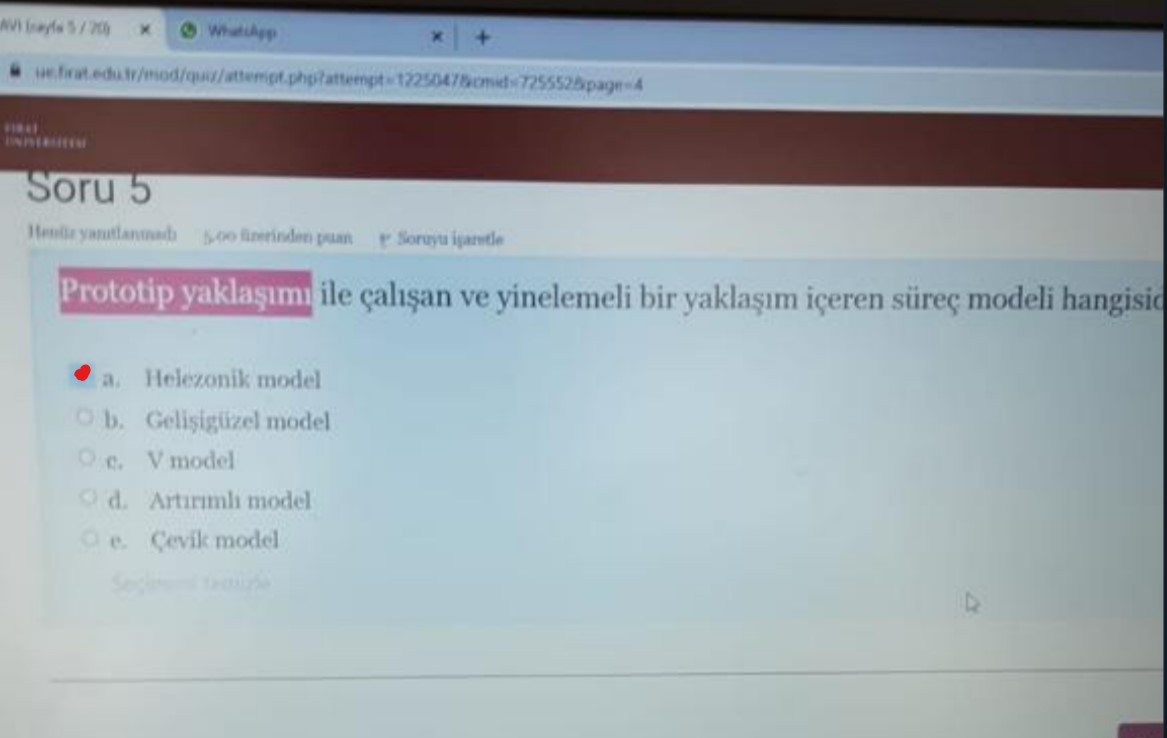 AVI (sayfa 5 / 20)
WhatsApp
ue.firat.edu.tr/mod/quiz/attempt.php?attempt=1225047&cmid=725552&page=4
FIRAT
ÜNİVERSİTESİ
Soru 5
Henüz yanıtlanmadı 5,00 üzerinden puan Soruyu işaretle
Prototip yaklaşımı ile çalışan ve yinelemeli bir yaklaşım içeren süreç modeli hangisid
a. Helezonik model
b. Gelişigüzel model
c. V model
d. Artırımlı model
e. Çevik model
Seçimimi temizle